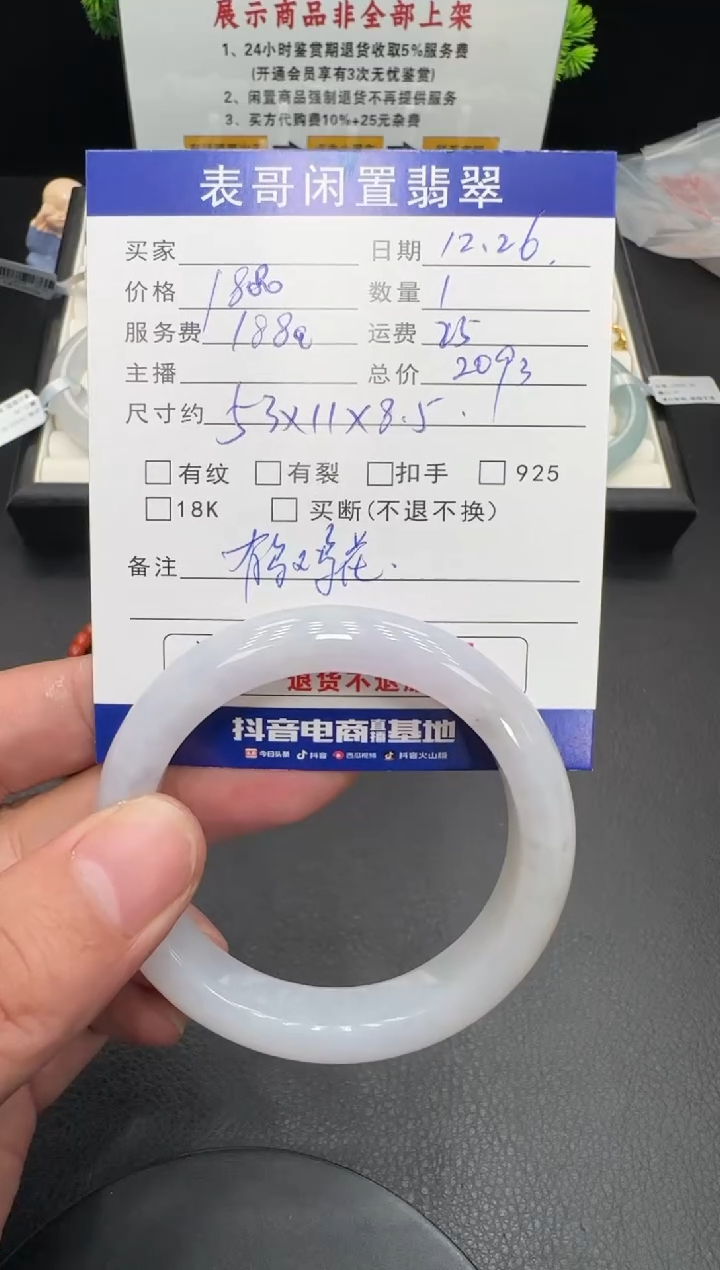 展示商品非全部上架
1、24小时鉴赏期退货收取5%服务费
(开通会员享有3次无忧鉴赏)
2、闲置商品强制退货不再提供服务
3、买方代购费10%+25元杂费
表哥闲置翡翠
买家 日期 12.26.
价格 1880 数量 1
服务费 188 运费 25
主播 总价 2093
尺寸约 53×11×8.5.
□有纹 □有裂 □扣手 □925
□18K □买断(不退不换)
备注
退货不退
抖音电商直播基地
今日头条 抖音 西瓜视频 抖音火山版